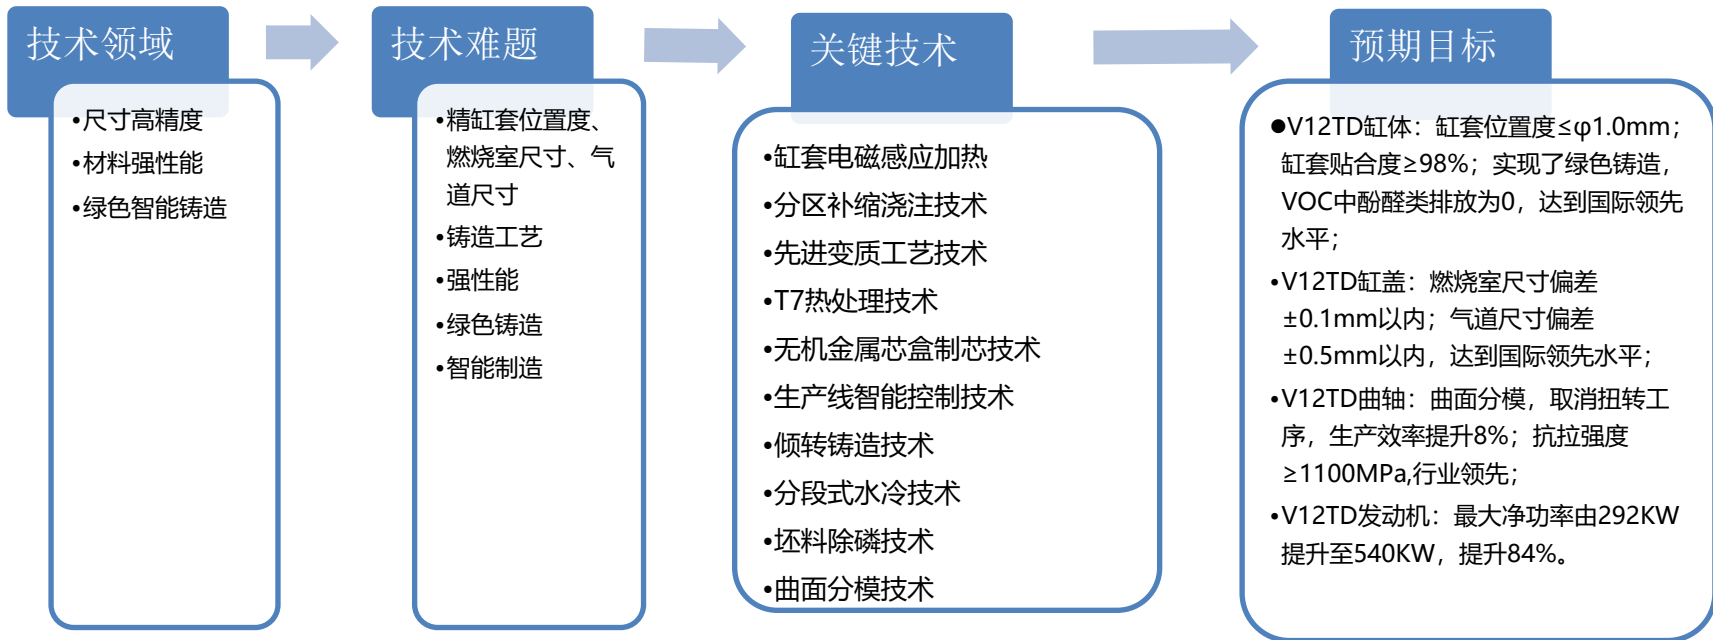 技术领域
•尺寸高精度
•材料强性能
•绿色智能铸造
技术难题
•精缸套位置度、
燃烧室尺寸、气
道尺寸
•铸造工艺
•强性能
•绿色铸造
•智能制造
关键技术
•缸套电磁感应加热
•分区补缩浇注技术
•先进变质工艺技术
•T7热处理技术
•无机金属芯盒制芯技术
•生产线智能控制技术
•倾转铸造技术
•分段式水冷技术
•坯料除磷技术
•曲面分模技术
预期目标
●V12TD缸体：缸套位置度≤φ1.0mm；
缸套贴合度≥98%；实现了绿色铸造，
VOC中酚醛类排放为0，达到国际领先
水平；
•V12TD缸盖：燃烧室尺寸偏差
±0.1mm以内；气道尺寸偏差
±0.5mm以内，达到国际领先水平；
•V12TD曲轴：曲面分模，取消扭转工
序，生产效率提升8%；抗拉强度
≥1100MPa,行业领先；
•V12TD发动机：最大净功率由292KW
提升至540KW，提升84%。